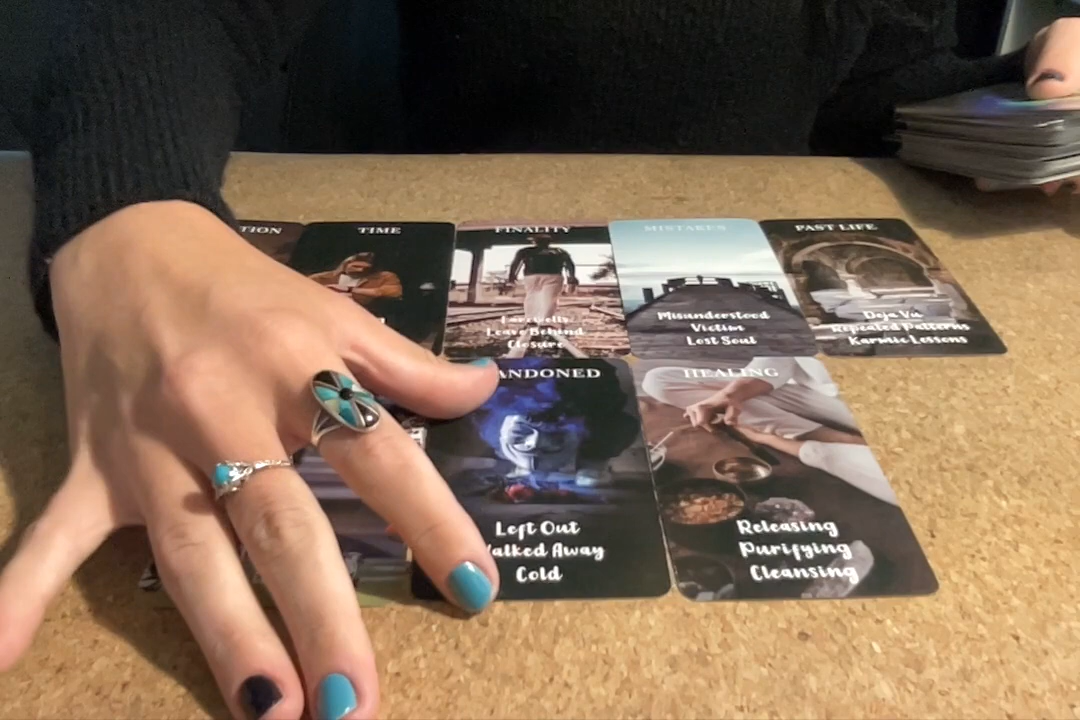 TION
TIME
FINALITY
Farewells
Leave Behind
Closure
MISTAKES
Misunderstood
Victim
Lost Soul
PAST LIFE
Deja Vu
Repeated Patterns
Karmic Lessons
ANDONED
Left Out
Walked Away
Cold
HEALING
Releasing
Purifying
Cleansing